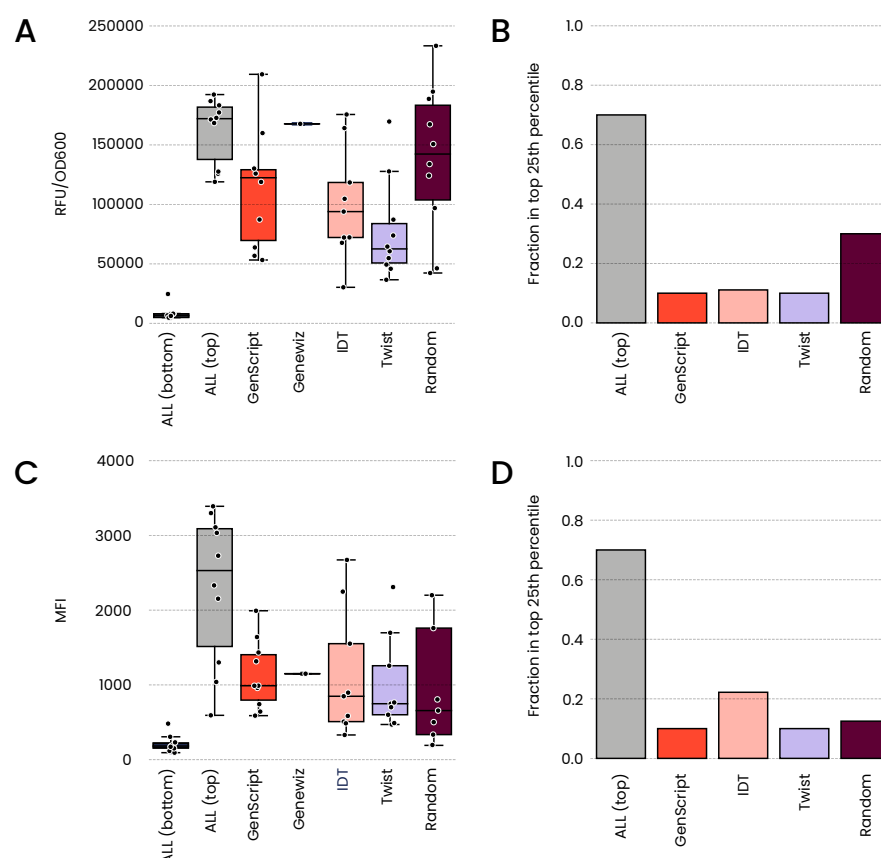 A
RFU/OD600
250000
200000
150000
100000
50000
0
ALL (bottom)
ALL (top)
GenScript
Genewiz
IDT
Twist
Random
B
Fraction in top 25th percentile
1.0
0.8
0.6
0.4
0.2
0.0
ALL (top)
GenScript
IDT
Twist
Random
C
MFI
4000
3000
2000
1000
0
ALL (bottom)
ALL (top)
GenScript
Genewiz
IDT
Twist
Random
D
Fraction in top 25th percentile
1.0
0.8
0.6
0.4
0.2
0.0
ALL (top)
GenScript
IDT
Twist
Random